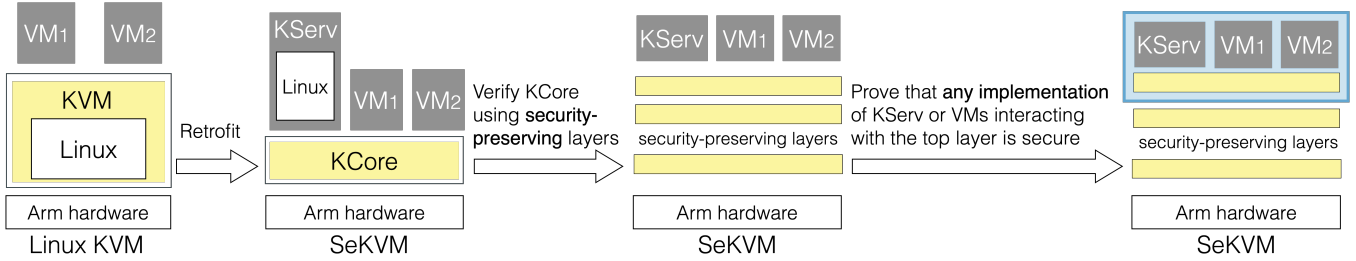 VM1
VM2
KVM
Linux
Arm hardware
Linux KVM
Retrofit
KServ
Linux
VM1
VM2
KCore
Arm hardware
SeKVM
Verify KCore
using security-
preserving layers
KServ
VM1
VM2
security-preserving layers
Arm hardware
SeKVM
Prove that any implementation
of KServ or VMs interacting
with the top layer is secure
KServ
VM1
VM2
security-preserving layers
Arm hardware
SeKVM